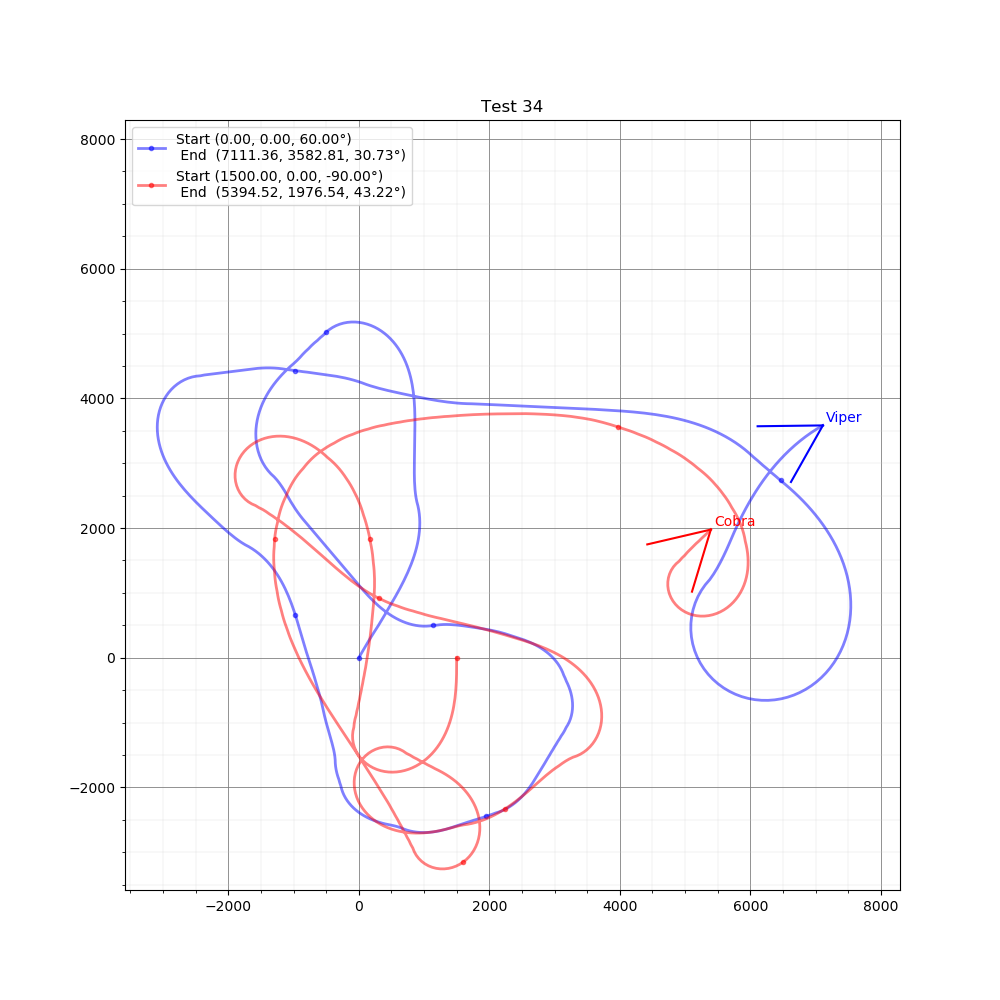 Test 34
Start (0.00, 0.00, 60.00°)
End  (7111.36, 3582.81, 30.73°)
Start (1500.00, 0.00, -90.00°)
End  (5394.52, 1976.54, 43.22°)
8000
6000
4000
2000
0
−2000
Viper
Cobra
−2000 0 2000 4000 6000 8000